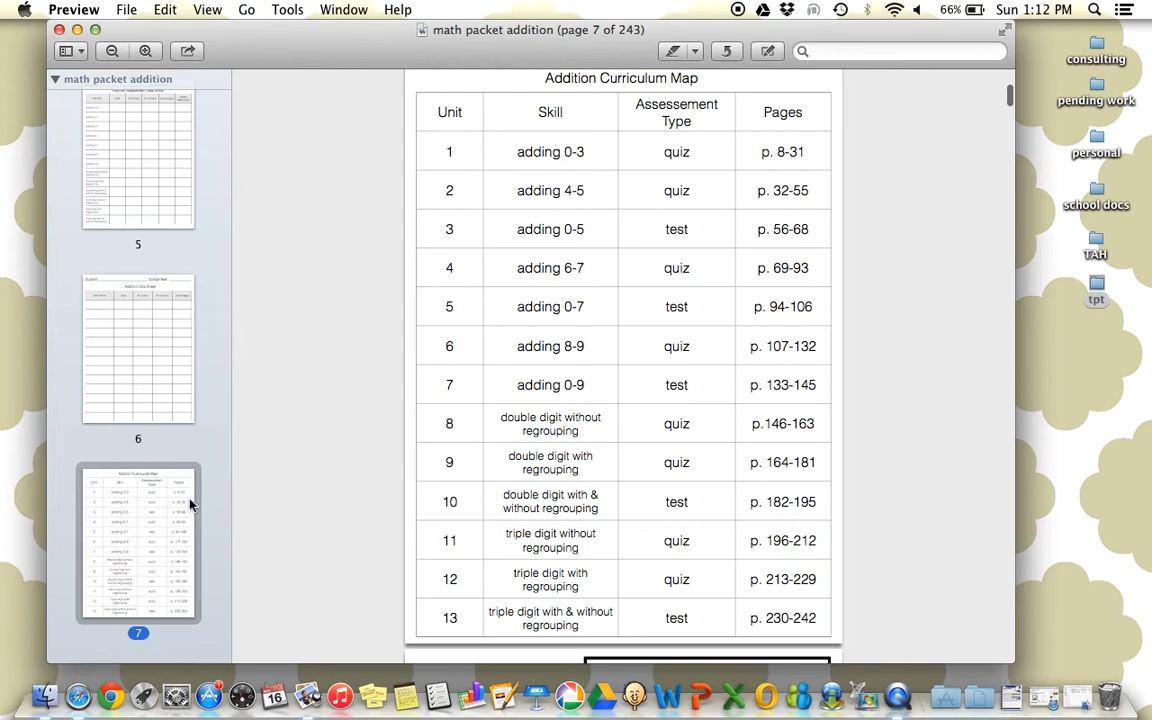 Preview File Edit View Go Tools Window Help 66% Sun 1:12 PM
math packet addition (page 7 of 243)
math packet addition
5
6
7
Addition Curriculum Map
Unit Skill Assessement Type Pages
1 adding 0-3 quiz p. 8-31
2 adding 4-5 quiz p. 32-55
3 adding 0-5 test p. 56-68
4 adding 6-7 quiz p. 69-93
5 adding 0-7 test p. 94-106
6 adding 8-9 quiz p. 107-132
7 adding 0-9 test p. 133-145
8 double digit without regrouping quiz p.146-163
9 double digit with regrouping quiz p. 164-181
10 double digit with & without regrouping test p. 182-195
11 triple digit without regrouping quiz p. 196-212
12 triple digit with regrouping quiz p. 213-229
13 triple digit with & without regrouping test p. 230-242
consulting
pending work
personal
school docs
TAH
tpt